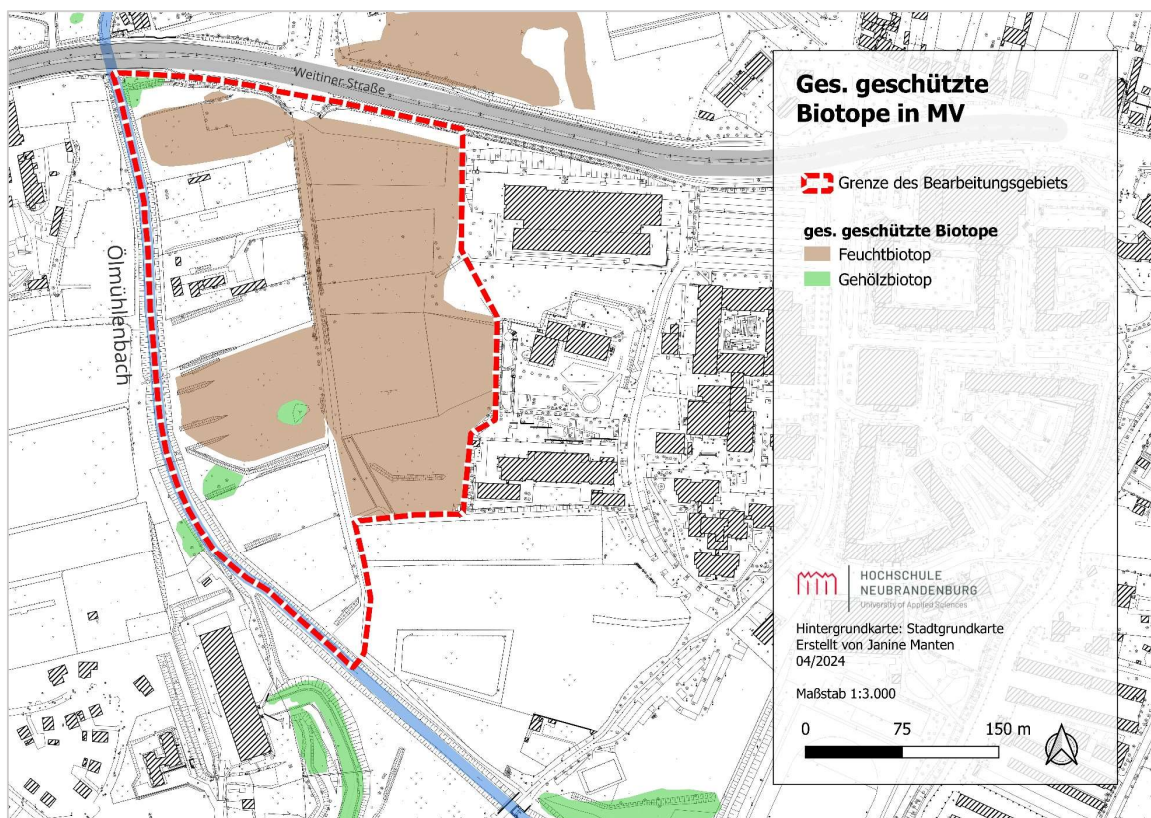 Weitiner Straße
Ölmühlenbach
Ges. geschützte
Biotope in MV
Grenze des Bearbeitungsgebiets
ges. geschützte Biotope
Feuchtbiotop
Gehölzbiotop
HOCHSCHULE
NEUBRANDENBURG
University of Applied Sciences
Hintergrundkarte: Stadtgrundkarte
Erstellt von Janine Manten
04/2024
Maßstab 1:3.000
0 75 150 m